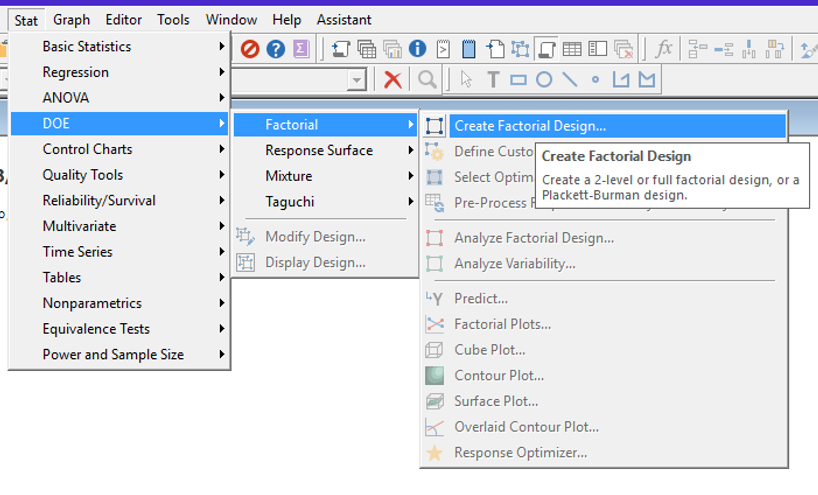 Stat Graph Editor Tools Window Help Assistant
Basic Statistics
Regression
ANOVA
DOE
Control Charts
Quality Tools
Reliability/Survival
Multivariate
Time Series
Tables
Nonparametrics
Equivalence Tests
Power and Sample Size
Factorial
Response Surface
Mixture
Taguchi
Modify Design...
Display Design...
Create Factorial Design...
Define Custo
Select Optim
Pre-Process
Analyze Factorial Design...
Analyze Variability...
Predict...
Factorial Plots...
Cube Plot...
Contour Plot...
Surface Plot...
Overlaid Contour Plot...
Response Optimizer...
Create Factorial Design
Create a 2-level or full factorial design, or a
Plackett-Burman design.